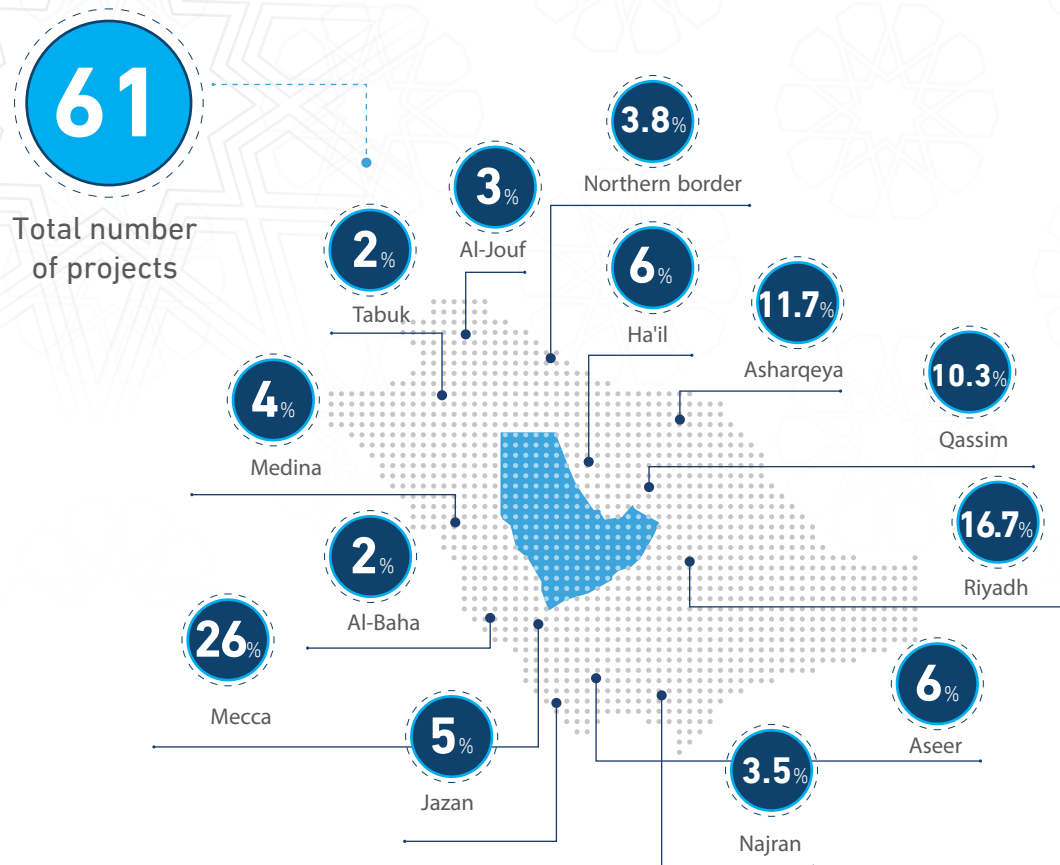 61
Total number
of projects
3.8%
Northern border
3%
Al-Jouf
2%
Tabuk
6%
Ha'il
11.7%
Asharqeya
10.3%
Qassim
4%
Medina
16.7%
Riyadh
2%
Al-Baha
26%
Mecca
6%
Aseer
5%
Jazan
3.5%
Najran